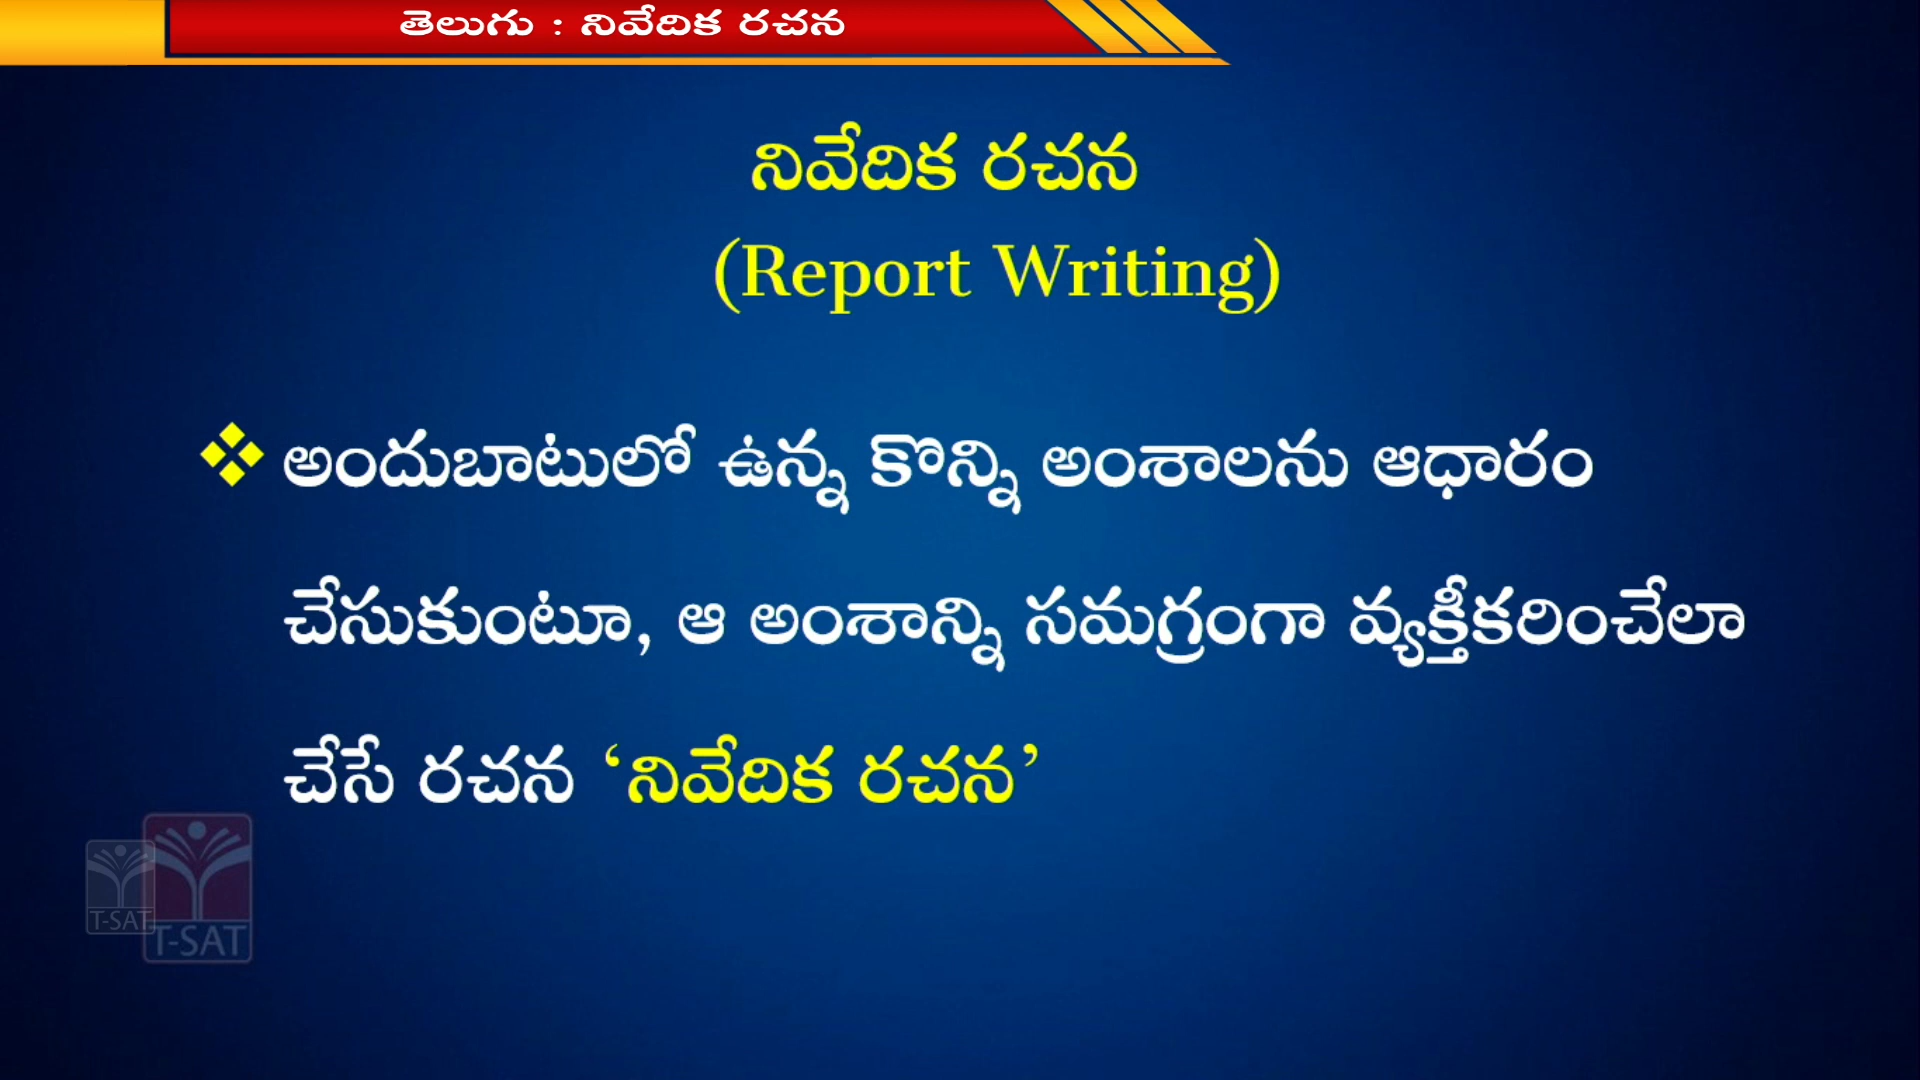 తెలుగు : నివేదిక రచన
నివేదిక రచన
(Report Writing)
❖ అందుబాటులో ఉన్న కొన్ని అంశాలను ఆధారం
చేసుకుంటూ, ఆ అంశాన్ని సమగ్రంగా వ్యక్తీకరించేలా
చేసే రచన ‘నివేదిక రచన’
T-SAT
T-SAT